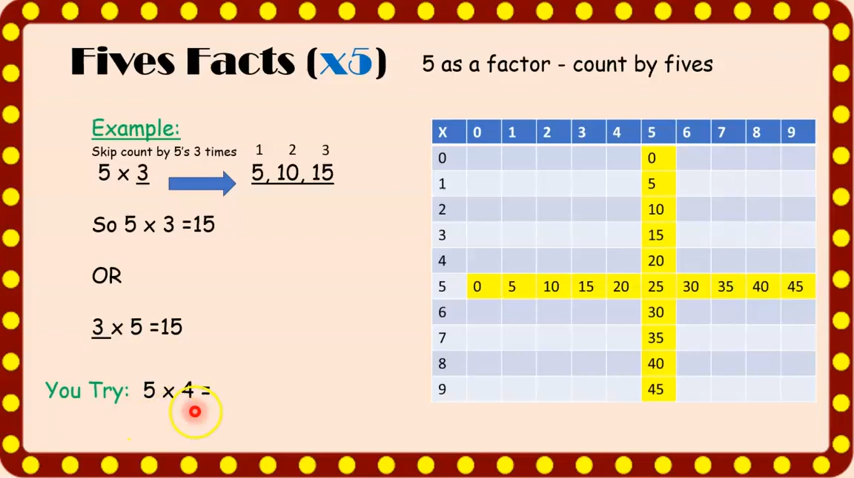 Fives Facts (x5)
5 as a factor - count by fives
Example:
Skip count by 5's 3 times
1 2 3
5 x 3
5, 10, 15
So 5 x 3 =15
OR
3 x 5 =15
You Try: 5 x 4 =
X 0 1 2 3 4 5 6 7 8 9
0 0
1 5
2 10
3 15
4 20
5 0 5 10 15 20 25 30 35 40 45
6 30
7 35
8 40
9 45